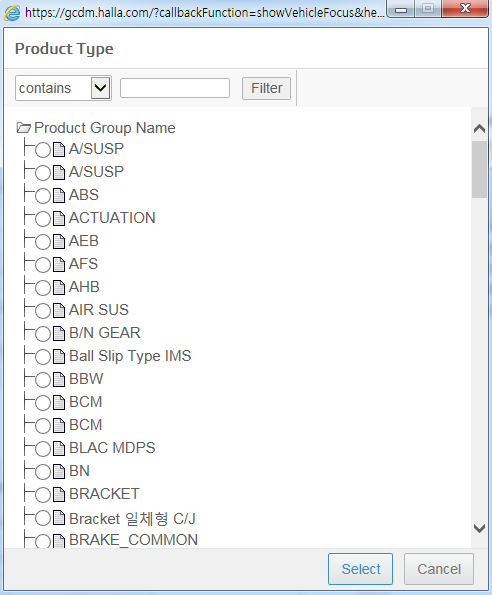 https://gcdm.halla.com/?callbackFunction=showVehicleFocus&he...
Product Type
contains
Filter
Product Group Name
A/SUSP
A/SUSP
ABS
ACTUATION
AEB
AFS
AHB
AIR SUS
B/N GEAR
Ball Slip Type IMS
BBW
BCM
BCM
BLAC MDPS
BN
BRACKET
Bracket 일체형 C/J
BRAKE_COMMON
Select
Cancel